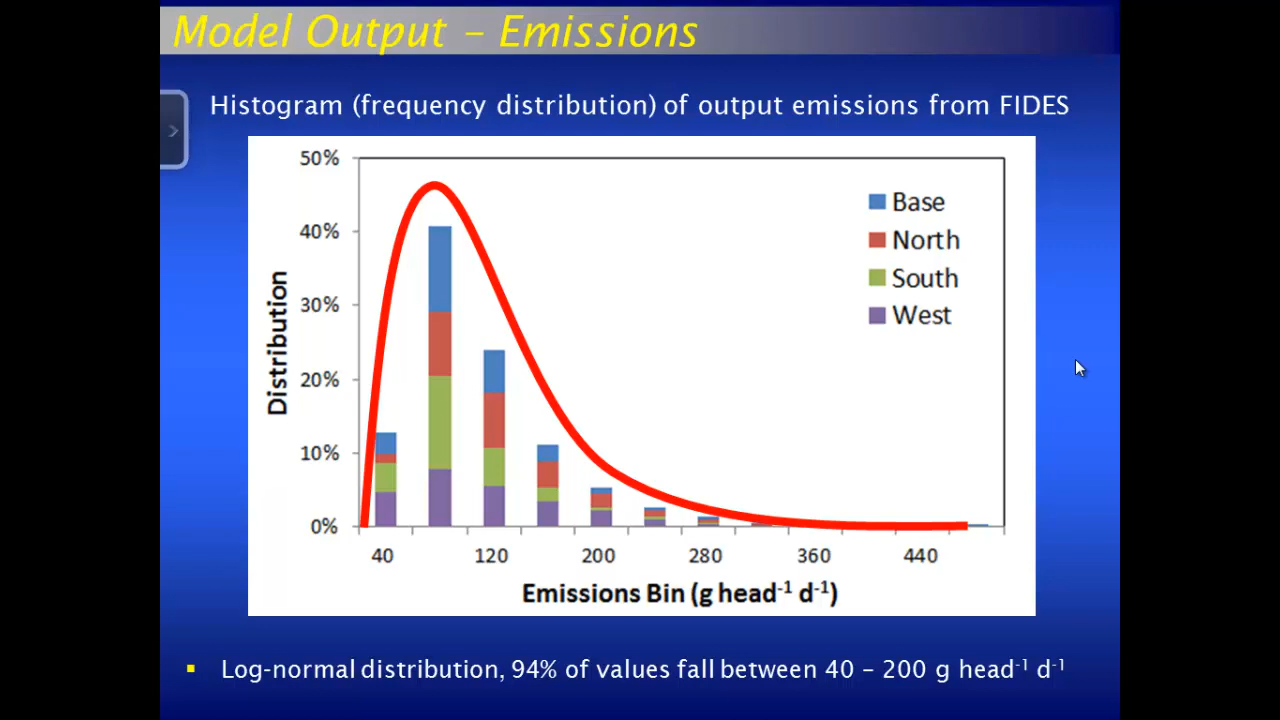 Model Output – Emissions
Histogram (frequency distribution) of output emissions from FIDES
50%
40%
30%
20%
10%
0%
Distribution
Base
North
South
West
40 120 200 280 360 440
Emissions Bin (g head⁻¹ d⁻¹)
▪ Log-normal distribution, 94% of values fall between 40 – 200 g head⁻¹ d⁻¹